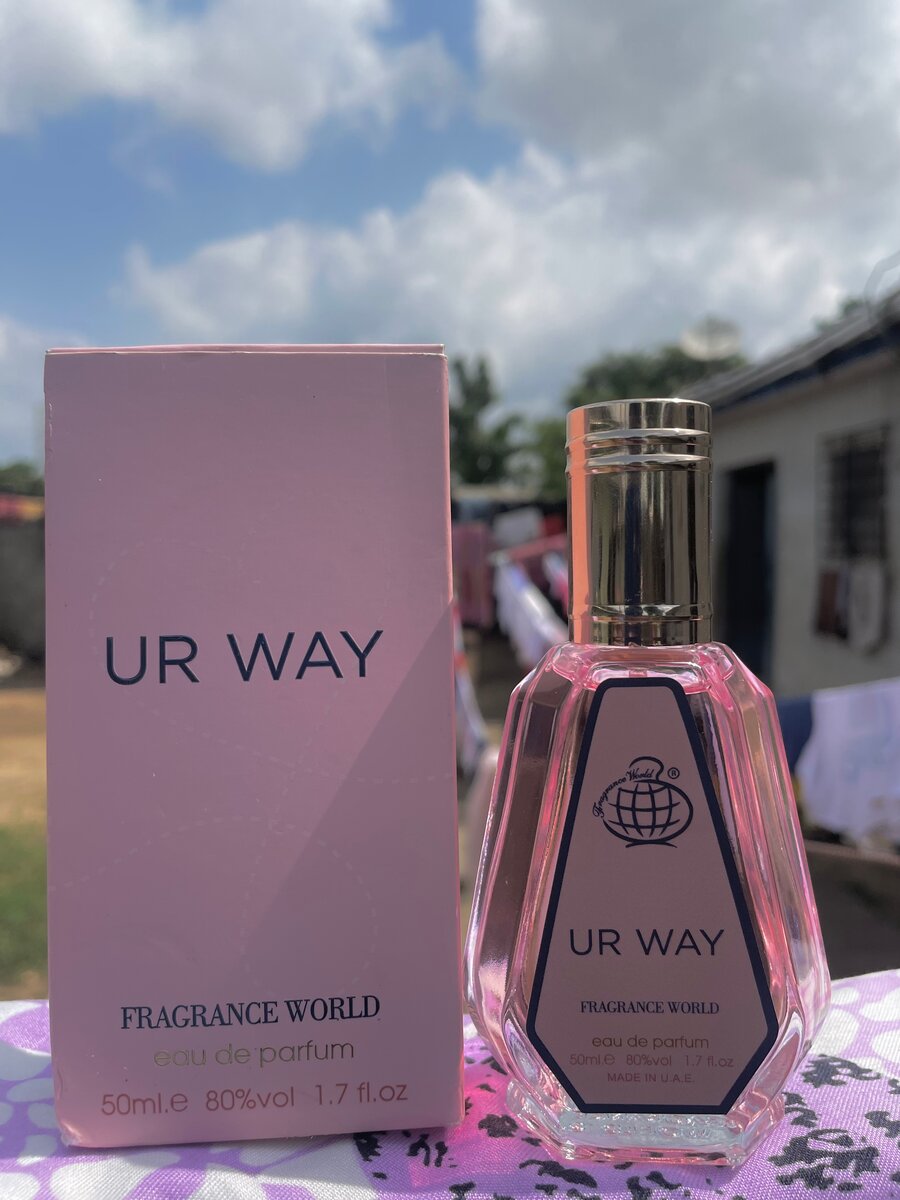 UR WAY
FRAGRANCE WORLD
eau de parfum
50ml.e 80%vol 1.7 fl.oz
Fragrance World ®
UR WAY
FRAGRANCE WORLD
eau de parfum
50ml.e 80%vol 1.7 fl.oz
MADE IN U.A.E.